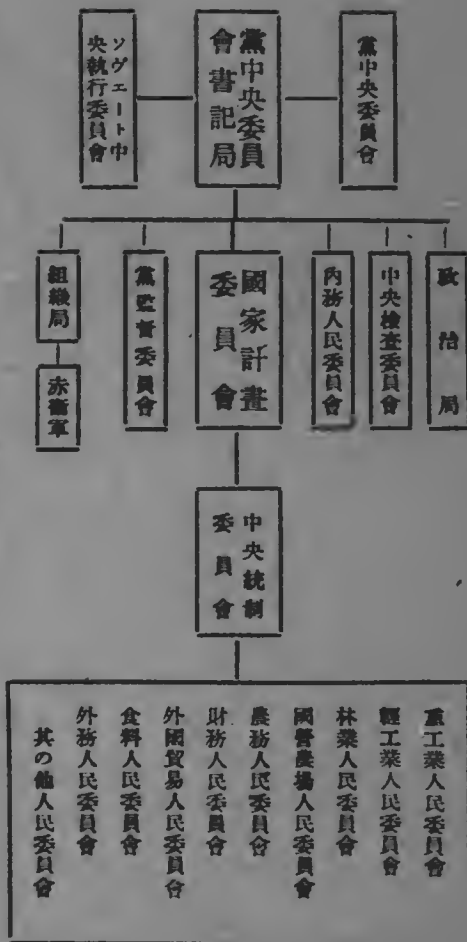 黨中央委員會
黨中央委員
會書記局
ソヴェート中
央執行委員會
政治局
中央檢査委員會
內務人民委員會
國家計畫
委員會
黨監督委員會
組織局
赤衞軍
中央統制
委員會
重工業人民委員會
輕工業人民委員會
林業人民委員會
國營農場人民委員會
農務人民委員會
財務人民委員會
外國貿易人民委員會
食料人民委員會
外務人民委員會
其の他人民委員會